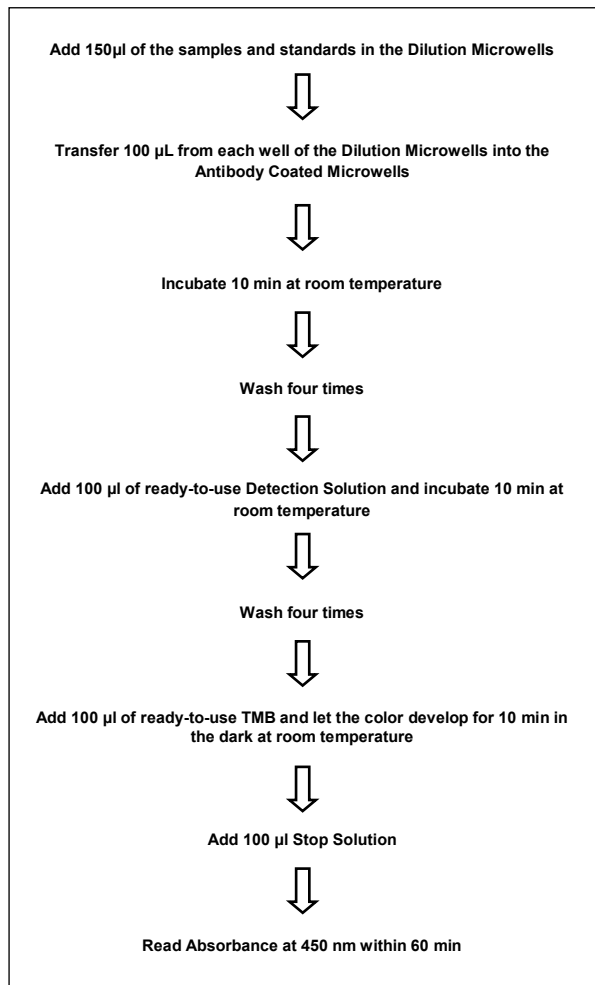 Add 150µl of the samples and standards in the Dilution Microwells
Transfer 100 µL from each well of the Dilution Microwells into the
Antibody Coated Microwells
Incubate 10 min at room temperature
Wash four times
Add 100 µl of ready-to-use Detection Solution and incubate 10 min at
room temperature
Wash four times
Add 100 µl of ready-to-use TMB and let the color develop for 10 min in
the dark at room temperature
Add 100 µl Stop Solution
Read Absorbance at 450 nm within 60 min